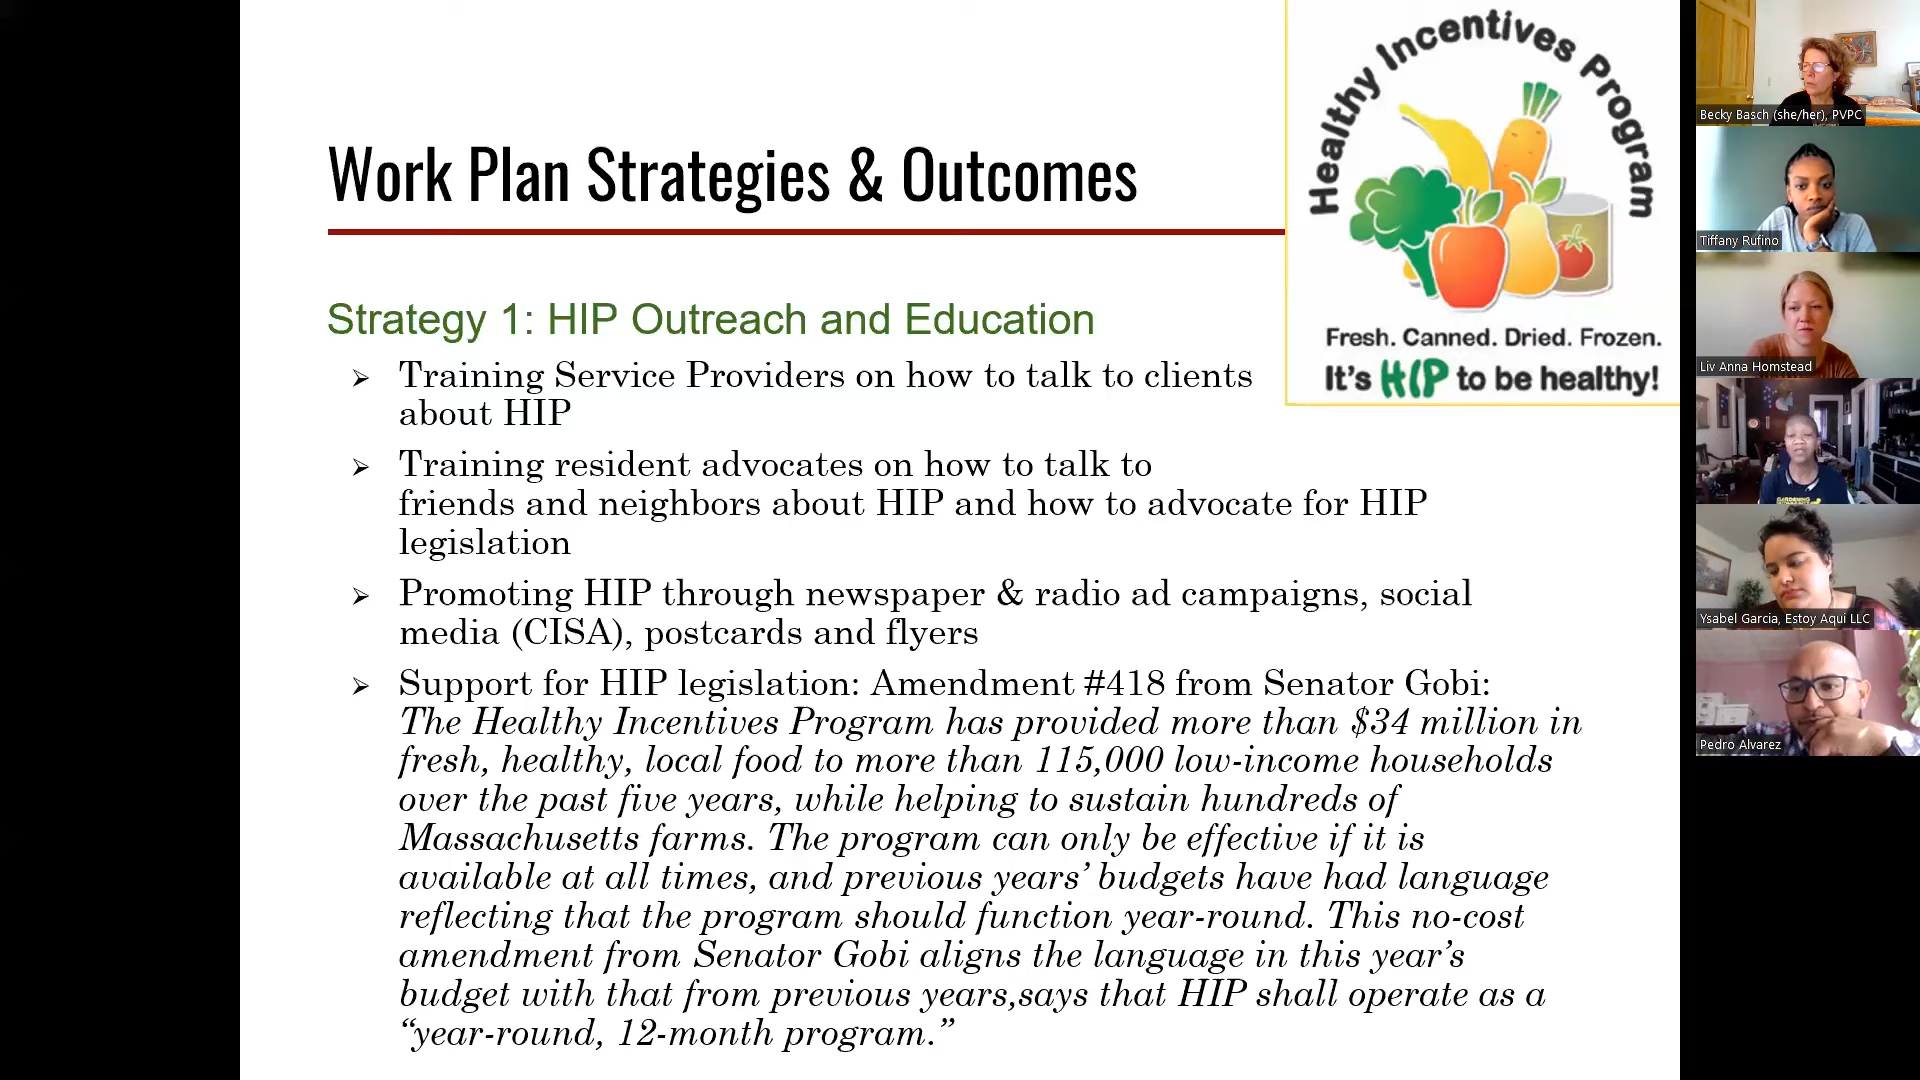 Work Plan Strategies & Outcomes
Healthy Incentives Program
Fresh. Canned. Dried. Frozen.
It's HIP to be healthy!
Strategy 1: HIP Outreach and Education
➢ Training Service Providers on how to talk to clients
about HIP
➢ Training resident advocates on how to talk to
friends and neighbors about HIP and how to advocate for HIP
legislation
➢ Promoting HIP through newspaper & radio ad campaigns, social
media (CISA), postcards and flyers
➢ Support for HIP legislation: Amendment #418 from Senator Gobi:
The Healthy Incentives Program has provided more than $34 million in
fresh, healthy, local food to more than 115,000 low-income households
over the past five years, while helping to sustain hundreds of
Massachusetts farms. The program can only be effective if it is
available at all times, and previous years’ budgets have had language
reflecting that the program should function year-round. This no-cost
amendment from Senator Gobi aligns the language in this year’s
budget with that from previous years,says that HIP shall operate as a
“year-round, 12-month program.”
Becky Basch (she/her), PVPC
Tiffany Rufino
Liv Anna Homstead
Ysabel Garcia, Estoy Aqui LLC
Pedro Alvarez